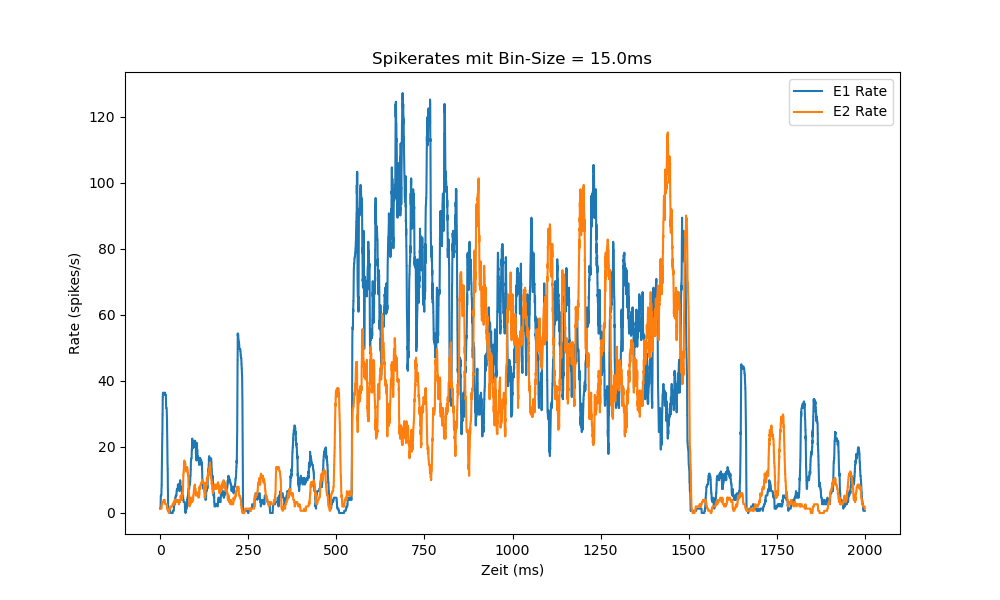 Spikerates mit Bin-Size = 15.0ms
E1 Rate
E2 Rate
120
100
80
60
40
20
0
Rate (spikes/s)
0 250 500 750 1000 1250 1500 1750 2000
Zeit (ms)